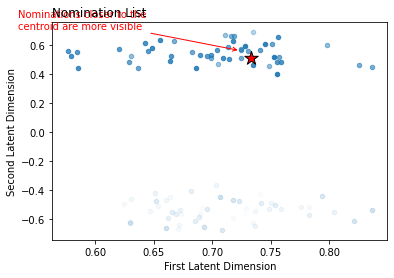 Nomination List
Nominations closer to the
centroid are more visible
0.6
0.4
0.2
0.0
−0.2
−0.4
−0.6
Second Latent Dimension
0.60 0.65 0.70 0.75 0.80
First Latent Dimension